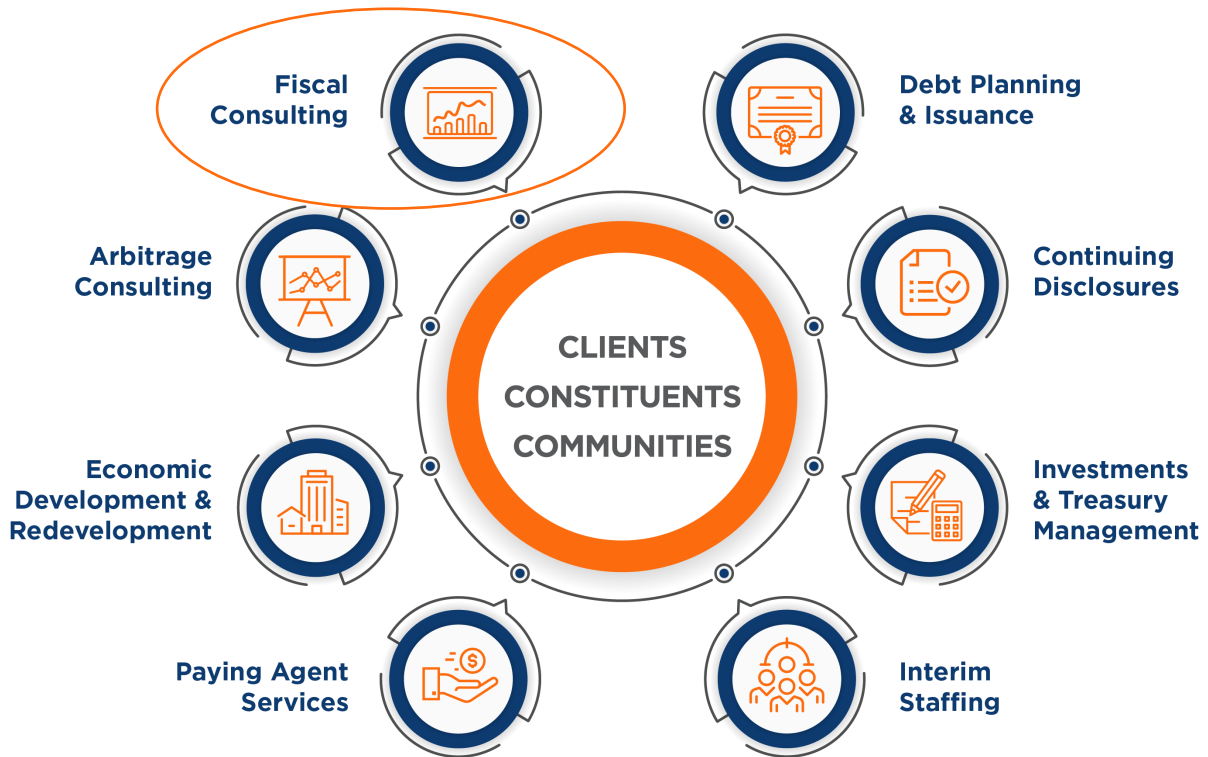 Fiscal
Consulting
Debt Planning
& Issuance
Arbitrage
Consulting
Continuing
Disclosures
CLIENTS
CONSTITUENTS
COMMUNITIES
Economic
Development &
Redevelopment
Investments
& Treasury
Management
Paying Agent
Services
$
Interim
Staffing